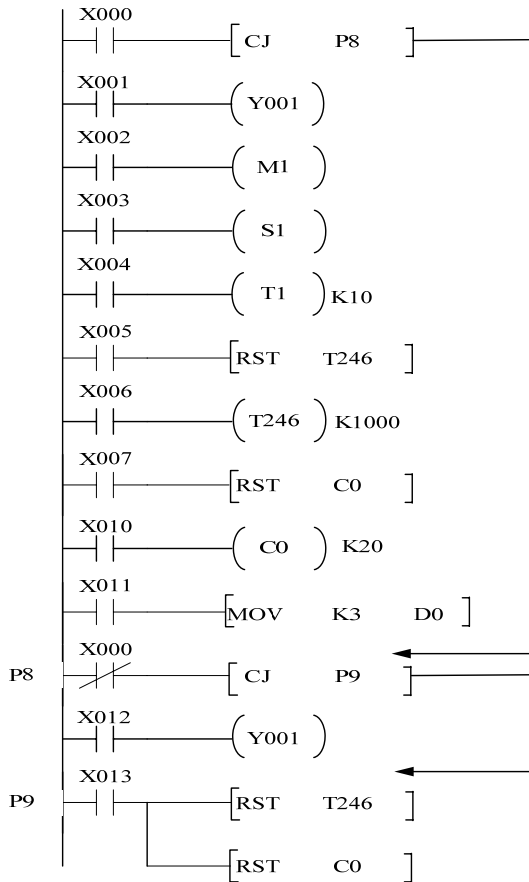 X000
CJ P8
X001
Y001
X002
M1
X003
S1
X004
T1 K10
X005
RST T246
X006
T246 K1000
X007
RST C0
X010
C0 K20
X011
MOV K3 D0
X000
P8 CJ P9
X012
Y001
X013
P9 RST T246
RST C0